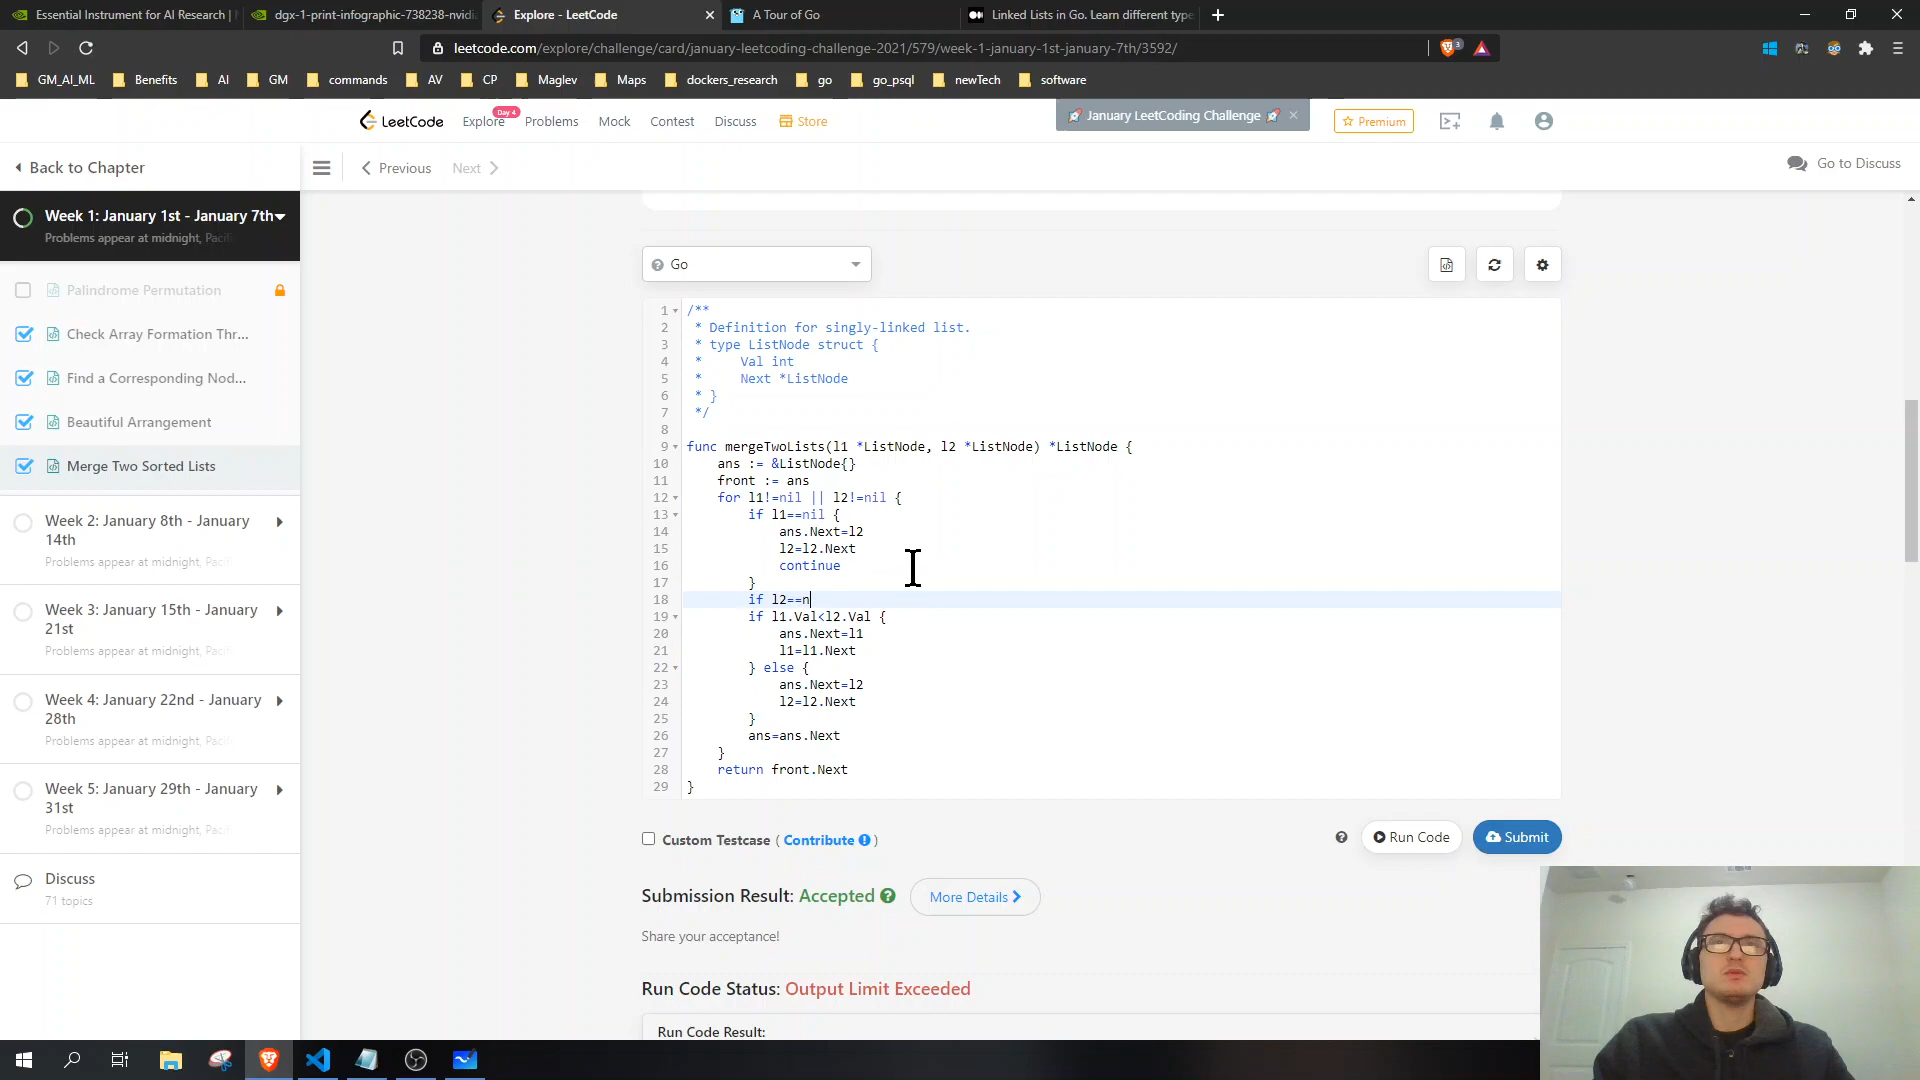 Essential Instrument for AI Research |
dgx-1-print-infographic-738238-nvidi
Explore - LeetCode
A Tour of Go
Linked Lists in Go. Learn different type
leetcode.com/explore/challenge/card/january-leetcoding-challenge-2021/579/week-1-january-1st-january-7th/3592/
GM_AI_ML
Benefits
AI
GM
commands
AV
CP
Maglev
Maps
dockers_research
go
go_psql
newTech
software
LeetCode
Explore
Day 4
Problems
Mock
Contest
Discuss
Store
January LeetCoding Challenge
Premium
Back to Chapter
Previous
Next
Go to Discuss
Week 1: January 1st - January 7th
Problems appear at midnight, Pacif
Palindrome Permutation
Check Array Formation Thr...
Find a Corresponding Nod...
Beautiful Arrangement
Merge Two Sorted Lists
Week 2: January 8th - January
14th
Problems appear at midnight, Pacif
Week 3: January 15th - January
21st
Problems appear at midnight, Pacif
Week 4: January 22nd - January
28th
Problems appear at midnight, Pacif
Week 5: January 29th - January
31st
Problems appear at midnight, Pacif
Discuss
71 topics
Go
1 /**
2  * Definition for singly-linked list.
3  * type ListNode struct {
4  *     Val int
5  *     Next *ListNode
6  * }
7  */
8
9 func mergeTwoLists(l1 *ListNode, l2 *ListNode) *ListNode {
10     ans := &ListNode{}
11     front := ans
12     for l1!=nil || l2!=nil {
13         if l1==nil {
14             ans.Next=l2
15             l2=l2.Next
16             continue
17         }
18         if l2==n
19         if l1.Val<l2.Val {
20             ans.Next=l1
21             l1=l1.Next
22         } else {
23             ans.Next=l2
24             l2=l2.Next
25         }
26         ans=ans.Next
27     }
28     return front.Next
29 }
Custom Testcase ( Contribute )
Run Code
Submit
Submission Result: Accepted
More Details
Share your acceptance!
Run Code Status: Output Limit Exceeded
Run Code Result: